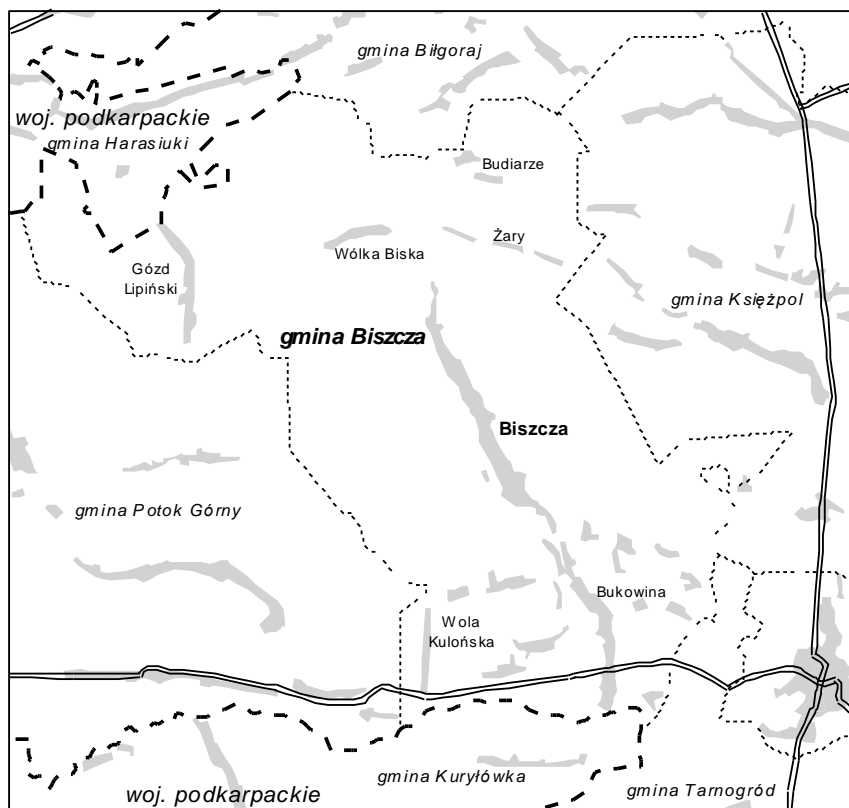 gmina Biłgoraj
woj. podkarpackie
gmina Harasiuki
Budiarze
Żary
Wólka Biska
Gózd
Lipiński
gmina Księżpol
gmina Biszcza
Biszcza
gmina Potok Górny
Bukowina
Wola
Kulońska
gmina Kuryłówka
woj. podkarpackie
gmina Tarnogród